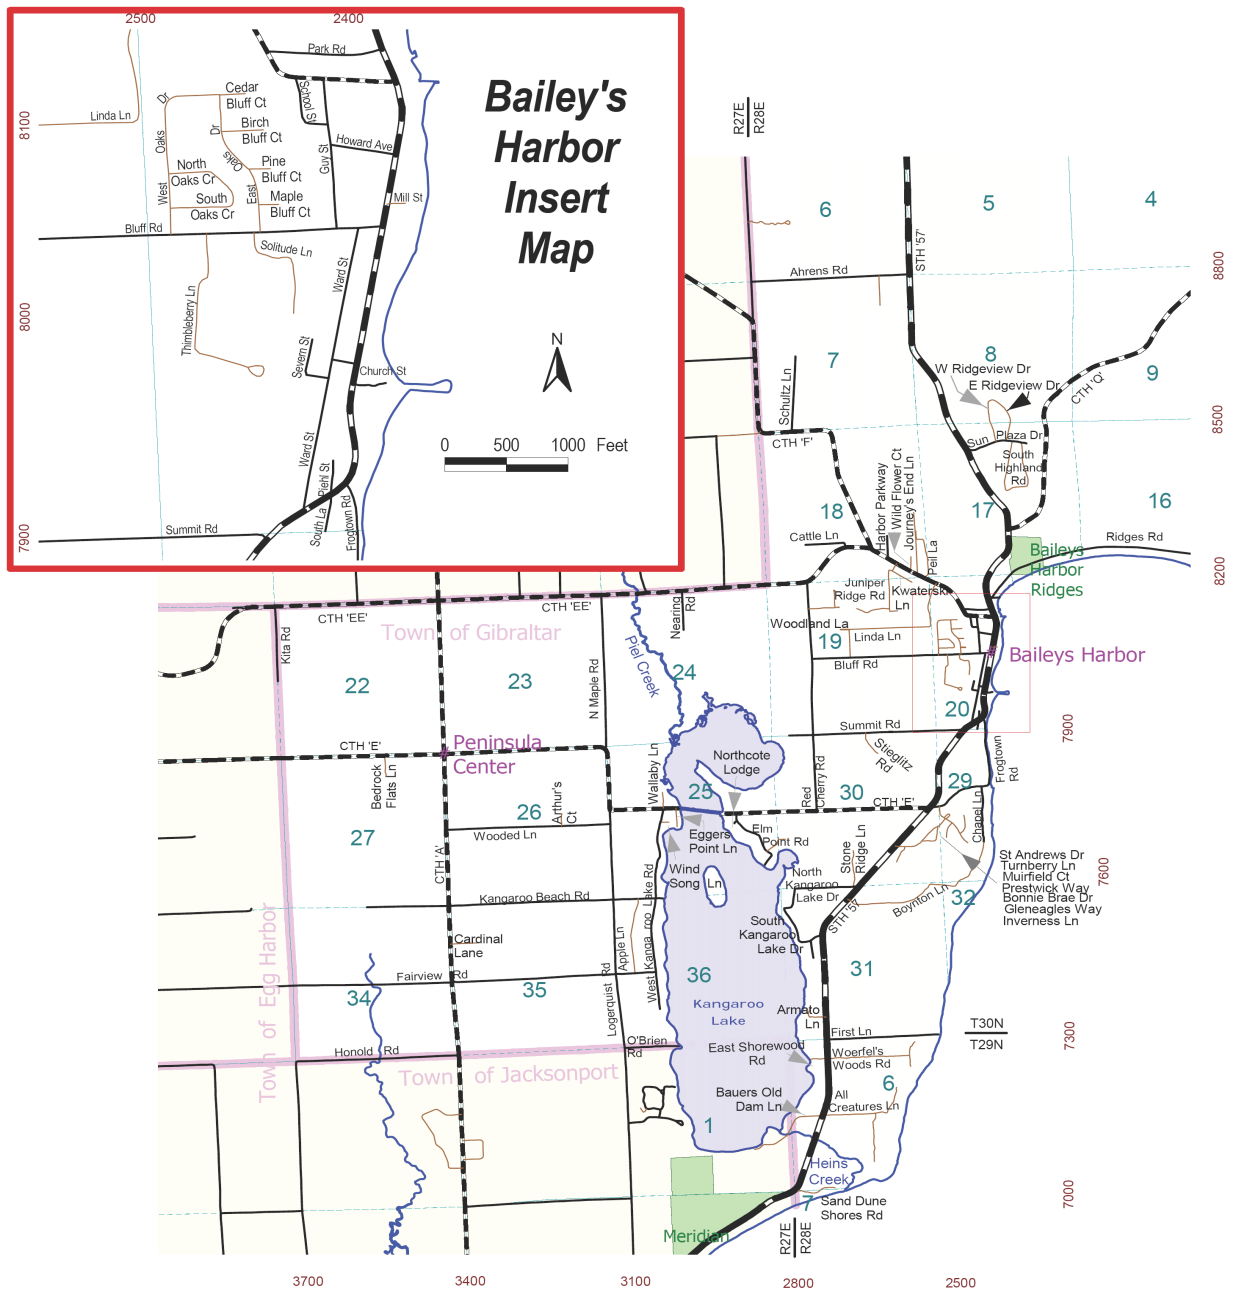 2500
2400
8100
8000
7900
Park Rd
School St
Linda Ln
Dr
Cedar
Bluff Ct
Oaks
Dr
Birch
Bluff Ct
Guy St
Howard Ave
Oaks
North
Oaks Cr
Pine
Bluff Ct
West
South
Oaks Cr
East
Maple
Bluff Ct
Mill St
Bluff Rd
Solitude Ln
Ward St
Thimbleberry Ln
Severn St
Church St
Ward St
Piehl St
South La
Frogtown Rd
Summit Rd
Bailey's
Harbor
Insert
Map
N
0
500
1000
Feet
R27E
R28E
6
5
4
STH '57'
8800
Ahrens Rd
7
8
9
W Ridgeview Dr
E Ridgeview Dr
CTH 'Q'
Schultz Ln
8500
CTH 'F'
Sun
Plaza Dr
South
Highland
Rd
Harbor Parkway
Wild Flower Ct
Journey's End Ln
18
17
16
Cattle Ln
Peil La
Ridges Rd
Baileys
Harbor
Ridges
8200
Juniper
Ridge Rd
Kwaterski
Ln
CTH 'EE'
CTH 'EE'
Nearing
Rd
Woodland La
Town of Gibraltar
Kita Rd
Piel Creek
19
Linda Ln
Baileys Harbor
Bluff Rd
22
23
24
N Maple Rd
20
Summit Rd
7900
CTH 'E'
Peninsula
Center
Northcote
Lodge
Stieglitz
Rd
Frogtown
Rd
Wallaby Ln
Bedrock
Flats Ln
Arthur's
Ct
25
Red
Cherry Rd
30
29
26
CTH 'E'
27
Wooded Ln
Eggers
Point Ln
Elm
Point Rd
Chapel Ln
CTH 'A'
Stone
Ridge Ln
St Andrews Dr
Turnberry Ln
Muirfield Ct
Prestwick Way
Bonnie Brae Dr
Gleneagles Way
Inverness Ln
7600
Wind
Song Ln
North
Kangaroo
Lake Dr
Kangaroo Beach Rd
West Kangaroo Lake Rd
Boynton Ln
32
STH '57'
South
Kangaroo
Lake Dr
Town of Egg Harbor
Cardinal
Lane
Apple Ln
Fairview Rd
36
31
34
35
Logerquist Rd
Kangaroo
Lake
Armato
Ln
First Ln
T30N
T29N
7300
Honold Rd
O'Brien
Rd
East Shorewood
Rd
Woerfel's
Woods Rd
Town of Jacksonport
6
Bauers Old
Dam Ln
All
Creatures Ln
1
Heins
Creek
7
Sand Dune
Shores Rd
7000
Meridian
R27E
R28E
3700
3400
3100
2800
2500